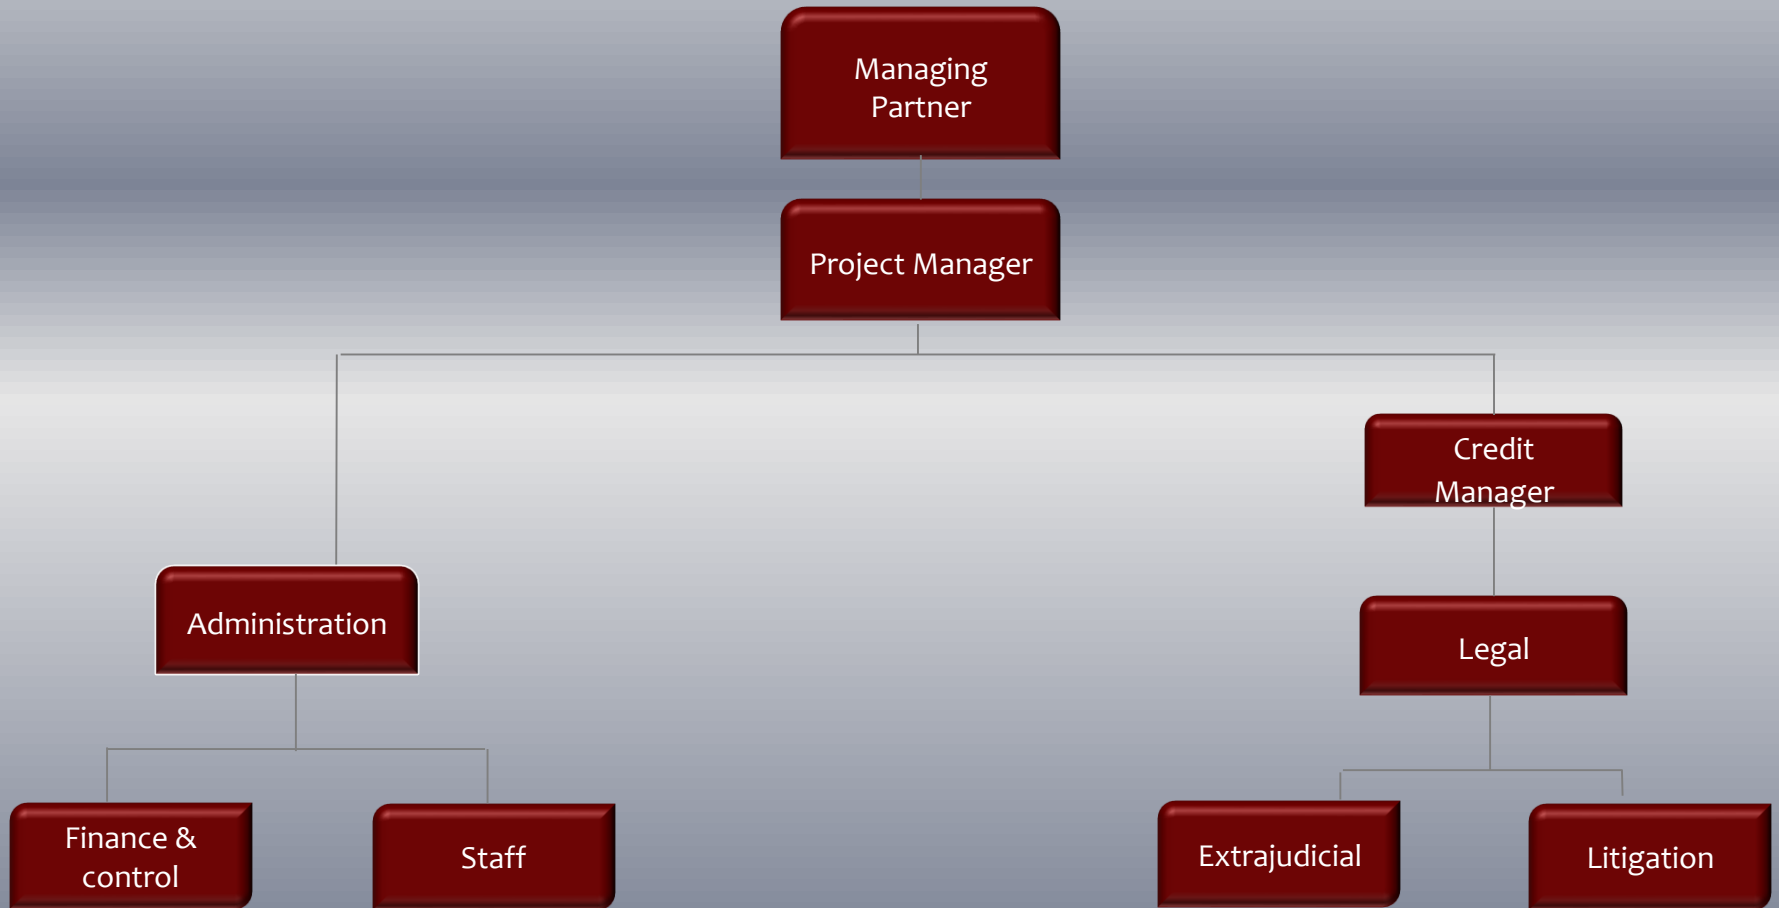 Managing
Partner
Project Manager
Credit
Manager
Administration
Legal
Finance &
control
Staff
Extrajudicial
Litigation